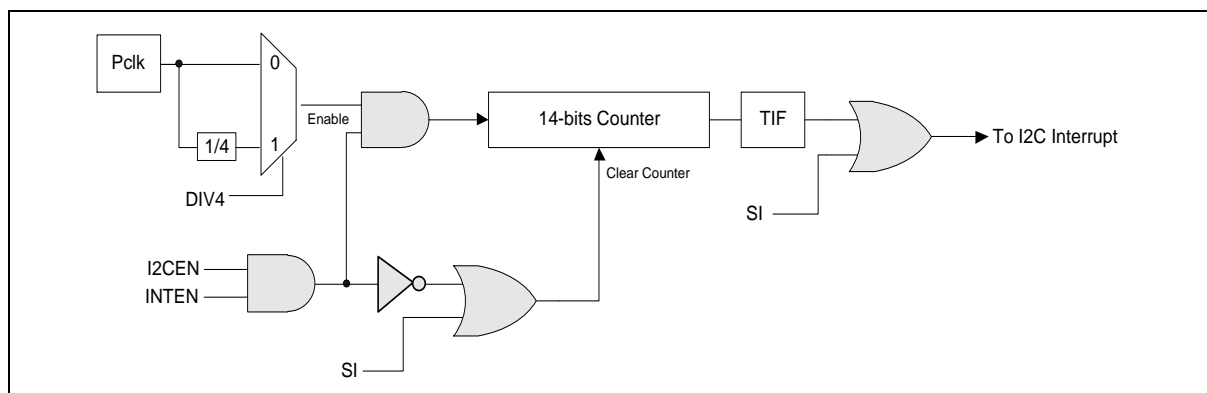 Pclk
0
1/4
1
DIV4
Enable
14-bits Counter
TIF
To I2C Interrupt
Clear Counter
SI
I2CEN
INTEN
SI